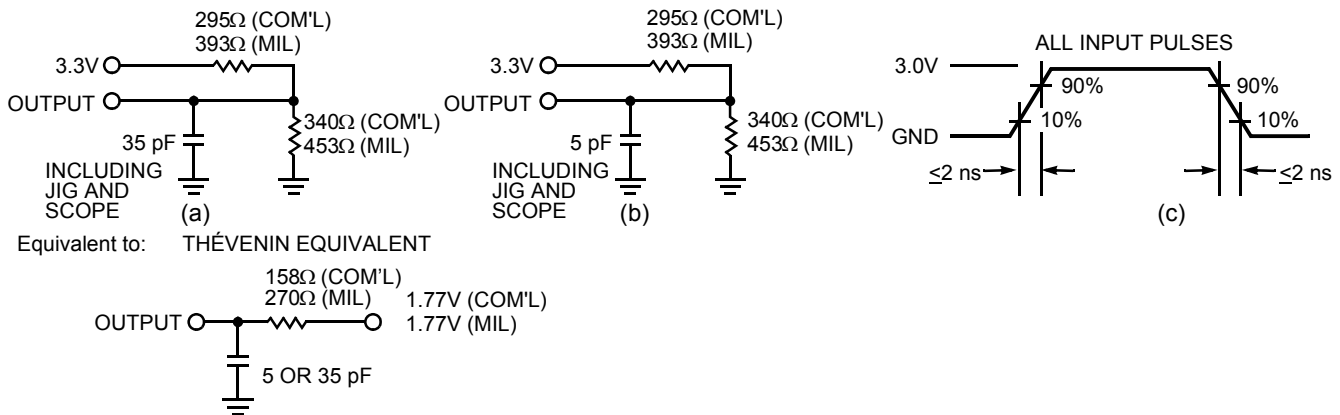 295Ω (COM'L)
393Ω (MIL)
3.3V
OUTPUT
35 pF
340Ω (COM'L)
453Ω (MIL)
INCLUDING
JIG AND
SCOPE
(a)
295Ω (COM'L)
393Ω (MIL)
3.3V
OUTPUT
5 pF
340Ω (COM'L)
453Ω (MIL)
INCLUDING
JIG AND
SCOPE
(b)
ALL INPUT PULSES
3.0V
90%
10%
90%
10%
GND
≤2 ns
≤2 ns
(c)
Equivalent to: THÉVENIN EQUIVALENT
158Ω (COM'L)
270Ω (MIL)
1.77V (COM'L)
1.77V (MIL)
OUTPUT
5 OR 35 pF